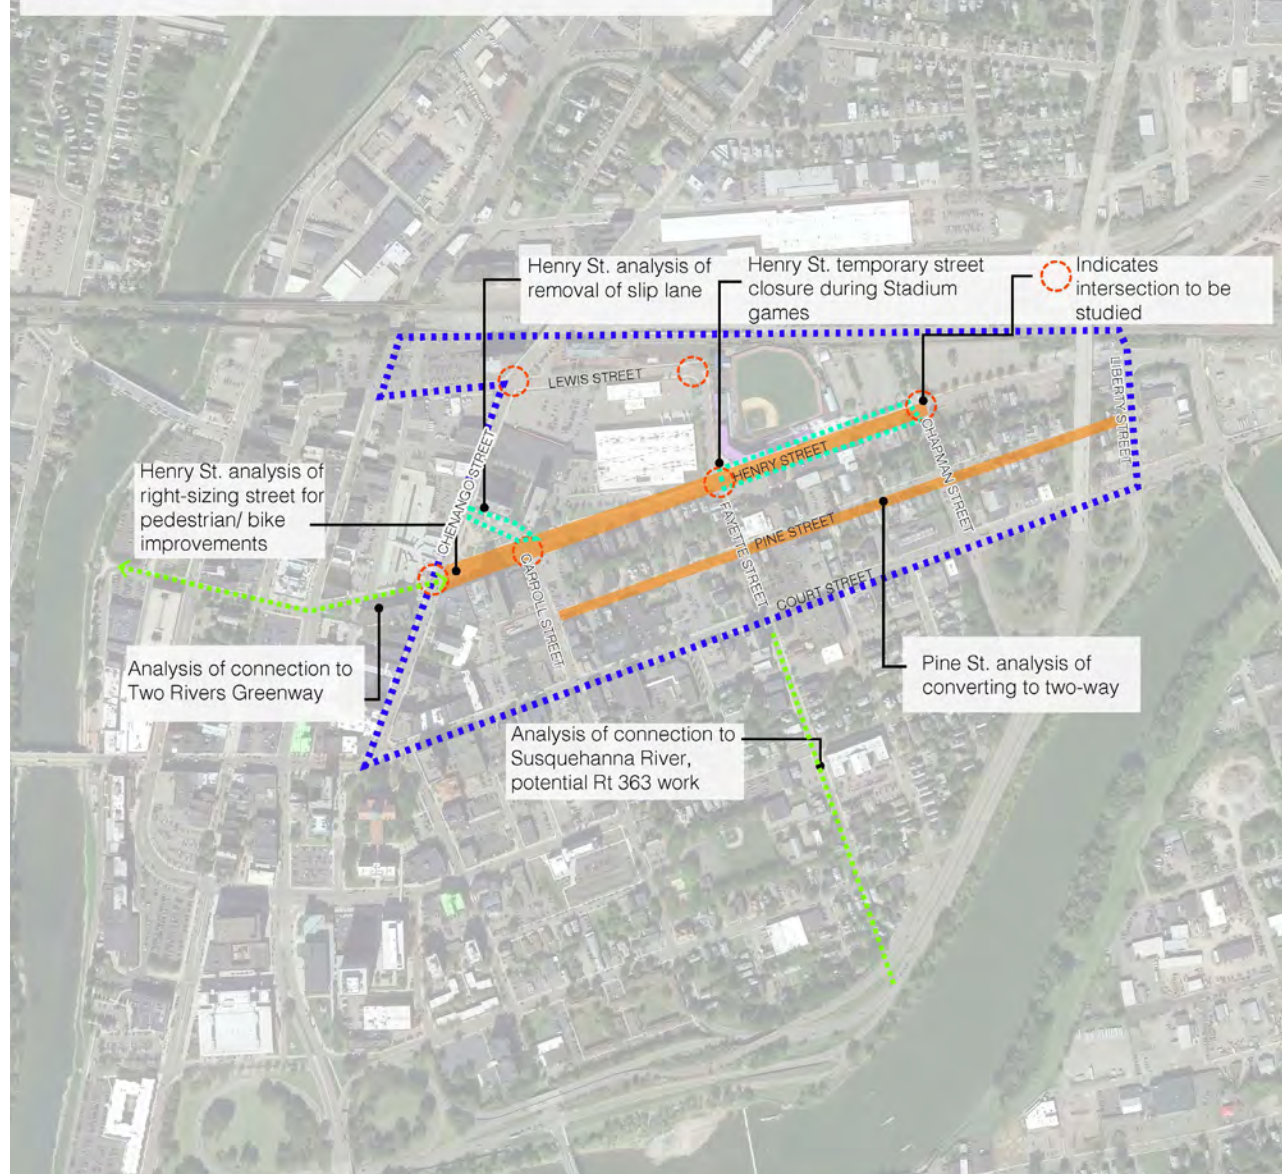 Henry St. analysis of
removal of slip lane
Henry St. temporary street
closure during Stadium
games
Indicates
intersection to be
studied
LEWIS STREET
LIBERTY STREET
CHENANGO STREET
HENRY STREET
CHAPMAN STREET
Henry St. analysis of
right-sizing street for
pedestrian/ bike
improvements
FAYETTE STREET
PINE STREET
CARROLL STREET
COURT STREET
Analysis of connection to
Two Rivers Greenway
Pine St. analysis of
converting to two-way
Analysis of connection to
Susquehanna River,
potential Rt 363 work